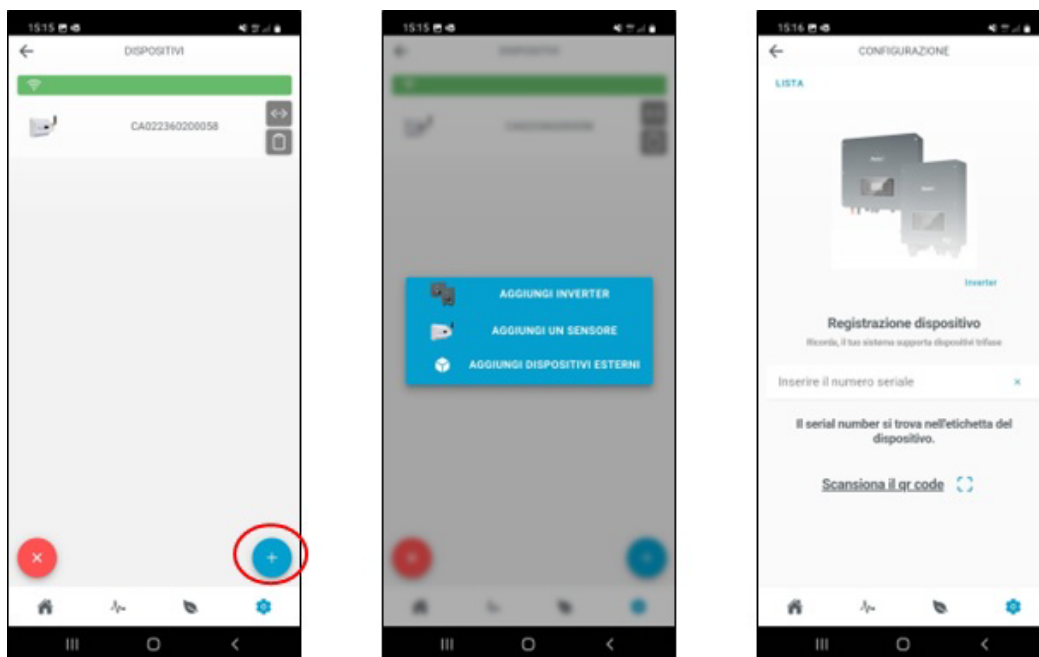 15:15
DISPOSITIVI
CA022360200058
15:15
AGGIUNGI INVERTER
AGGIUNGI UN SENSORE
AGGIUNGI DISPOSITIVI ESTERNI
15:16
CONFIGURAZIONE
LISTA
Inverter
Registrazione dispositivo
Ricorda, il tuo sistema supporta dispositivi trifase
Inserire il numero seriale
Il serial number si trova nell'etichetta del
dispositivo.
Scansiona il qr code